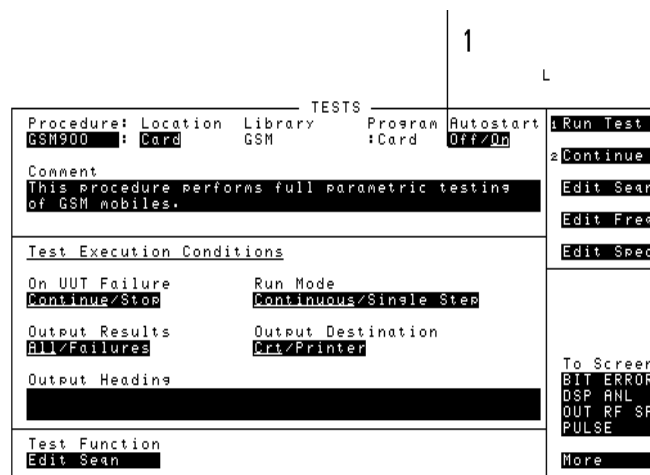 1
L
TESTS
Procedure: Location Library Program Autostart
GSM900 : Card GSM :Card Off/On
Comment
This procedure performs full parametric testing
of GSM mobiles.
Test Execution Conditions
On UUT Failure Run Mode
Continue/Stop Continuous/Single Step
Output Results Output Destination
All/Failures Crt/Printer
Output Heading
Test Function
Edit Seqn
1 Run Test
2 Continue
Edit Seqn
Edit Freq
Edit Spec
To Screen
BIT ERROR
DSP ANL
OUT RF SP
PULSE
More